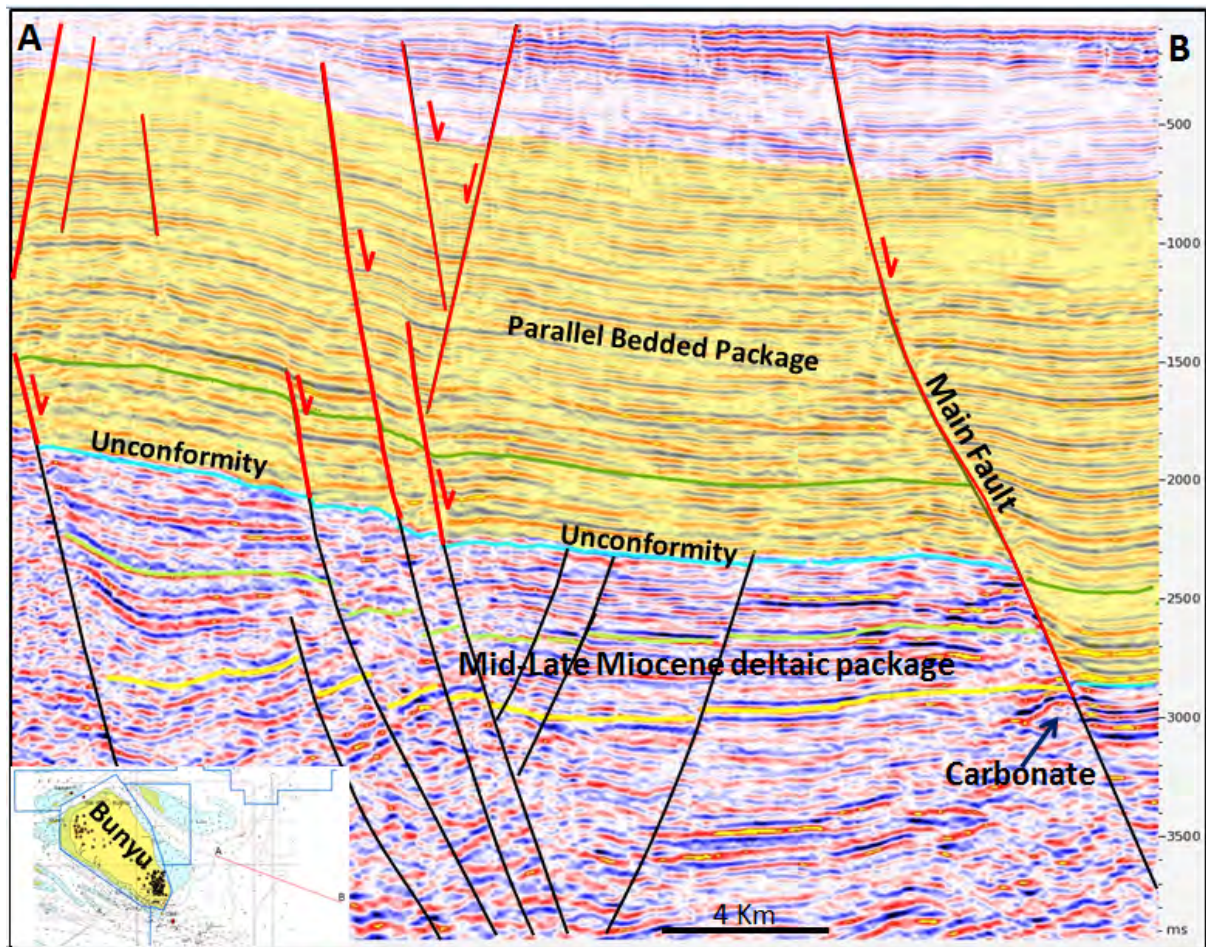 A
B
500
1000
Parallel Bedded Package
1500
Main Fault
Unconformity
2000
Unconformity
2500
Mid-Late Miocene deltaic package
3000
Carbonate
Bunyu
3500
A
B
4 Km
ms